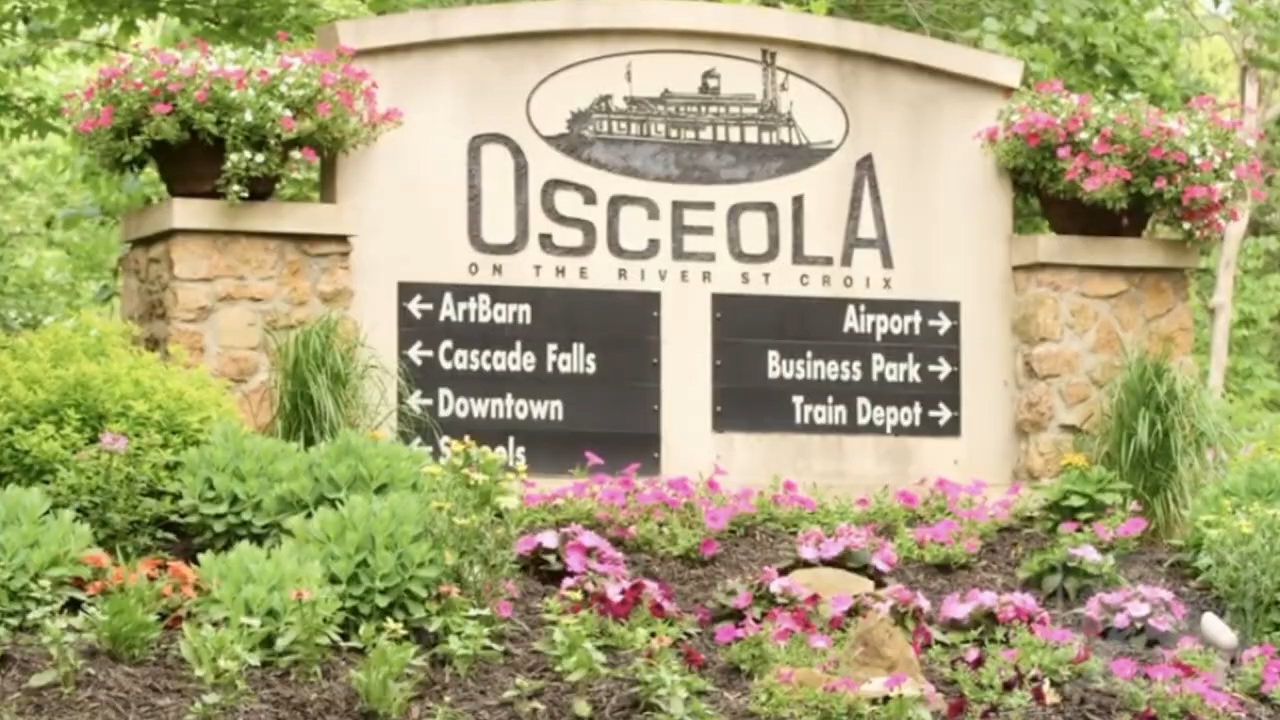 OSCEOLA
ON THE RIVER ST CROIX
← ArtBarn
← Cascade Falls
← Downtown
Airport →
Business Park →
Train Depot →